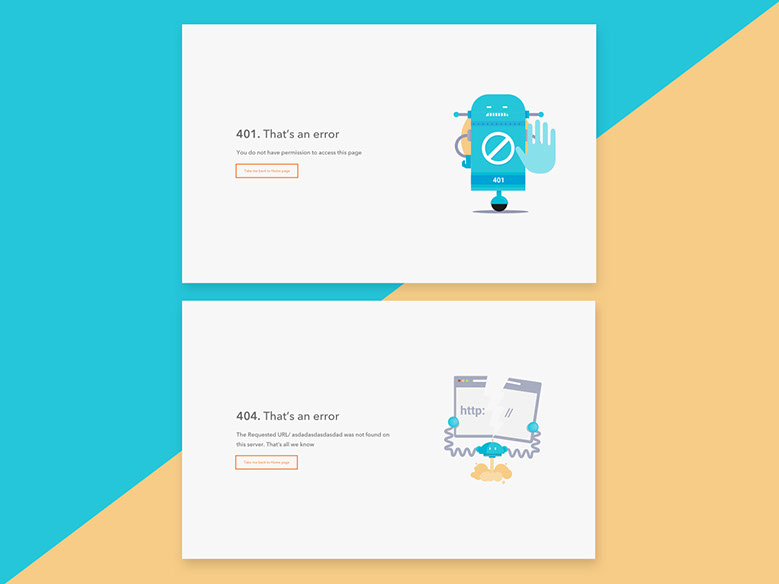 401. That's an error
You do not have permission to access this page
Take me back to Home page
401
404. That's an error
The Requested URL/ asdadasdasdasdad was not found on
this server. That's all we know
Take me back to Home page
http: //